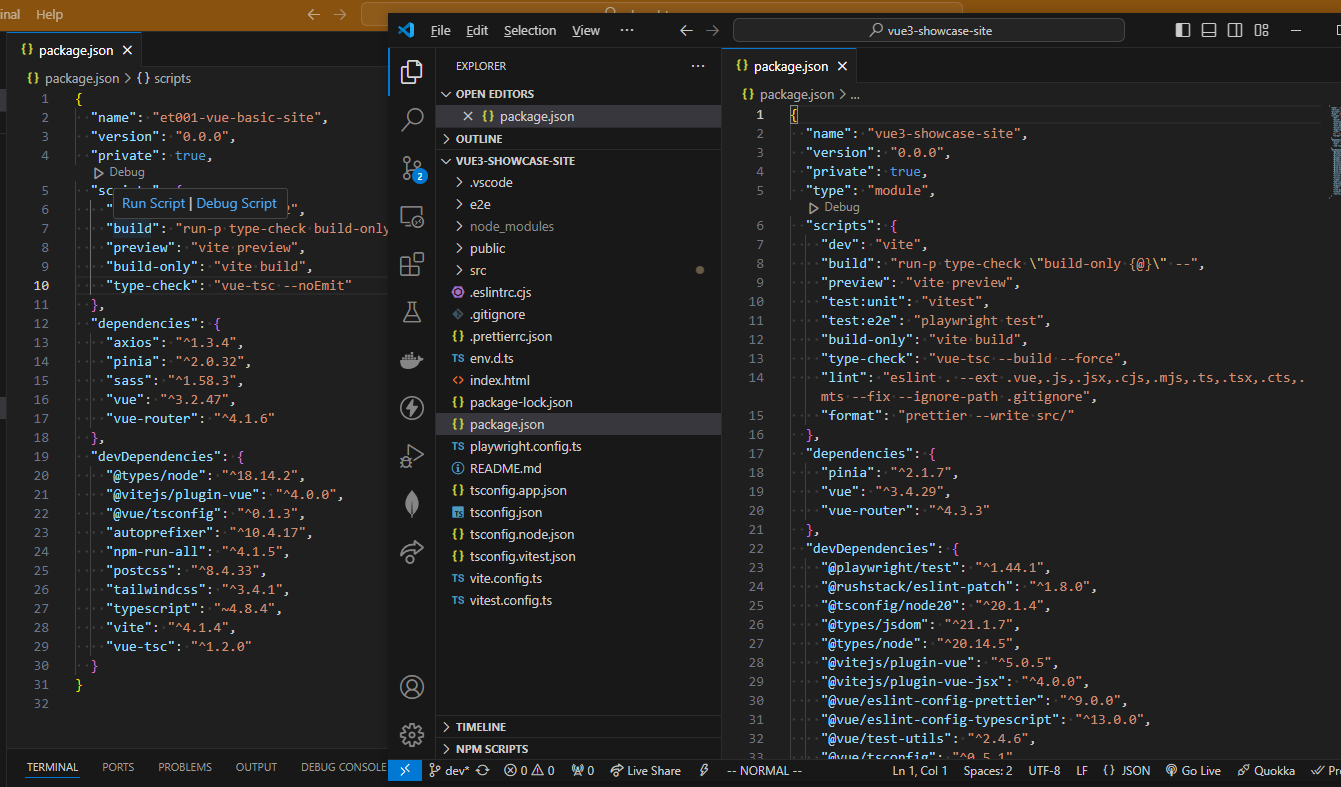 inal Help
{} package.json ×
{} package.json > {} scripts
1 {
2 "name": "et001-vue-basic-site",
3 "version": "0.0.0",
4 "private": true,
Debug
5
Run Script | Debug Script
6
7 "build": "run-p type-check build-only
8 "preview": "vite preview",
9 "build-only": "vite build",
10 "type-check": "vue-tsc --noEmit"
11 },
12 "dependencies": {
13 "axios": "^1.3.4",
14 "pinia": "^2.0.32",
15 "sass": "^1.58.3",
16 "vue": "^3.2.47",
17 "vue-router": "^4.1.6"
18 },
19 "devDependencies": {
20 "@types/node": "^18.14.2",
21 "@vitejs/plugin-vue": "^4.0.0",
22 "@vue/tsconfig": "^0.1.3",
23 "autoprefixer": "^10.4.17",
24 "npm-run-all": "^4.1.5",
25 "postcss": "^8.4.33",
26 "tailwindcss": "^3.4.1",
27 "typescript": "~4.8.4",
28 "vite": "^4.1.4",
29 "vue-tsc": "^1.2.0"
30 }
31 }
32
TERMINAL PORTS PROBLEMS OUTPUT DEBUG CONSOLE
File Edit Selection View ···
vue3-showcase-site
EXPLORER ···
OPEN EDITORS
× {} package.json
OUTLINE
VUE3-SHOWCASE-SITE
.vscode
e2e
node_modules
public
src
.eslintrc.cjs
.gitignore
{} .prettierrc.json
TS env.d.ts
<> index.html
{} package-lock.json
{} package.json
TS playwright.config.ts
README.md
{} tsconfig.app.json
TS tsconfig.json
{} tsconfig.node.json
{} tsconfig.vitest.json
TS vite.config.ts
TS vitest.config.ts
TIMELINE
NPM SCRIPTS
2
{} package.json ×
{} package.json > ...
1 {
2 "name": "vue3-showcase-site",
3 "version": "0.0.0",
4 "private": true,
5 "type": "module",
Debug
6 "scripts": {
7 "dev": "vite",
8 "build": "run-p type-check \"build-only {@}\" --",
9 "preview": "vite preview",
10 "test:unit": "vitest",
11 "test:e2e": "playwright test",
12 "build-only": "vite build",
13 "type-check": "vue-tsc --build --force",
14 "lint": "eslint . --ext .vue,.js,.jsx,.cjs,.mjs,.ts,.tsx,.cts,.
mts --fix --ignore-path .gitignore",
15 "format": "prettier --write src/"
16 },
17 "dependencies": {
18 "pinia": "^2.1.7",
19 "vue": "^3.4.29",
20 "vue-router": "^4.3.3"
21 },
22 "devDependencies": {
23 "@playwright/test": "^1.44.1",
24 "@rushstack/eslint-patch": "^1.8.0",
25 "@tsconfig/node20": "^20.1.4",
26 "@types/jsdom": "^21.1.7",
27 "@types/node": "^20.14.5",
28 "@vitejs/plugin-vue": "^5.0.5",
29 "@vitejs/plugin-vue-jsx": "^4.0.0",
30 "@vue/eslint-config-prettier": "^9.0.0",
31 "@vue/eslint-config-typescript": "^13.0.0",
32 "@vue/test-utils": "^2.4.6",
33 "@vue/tsconfig": "^0.5.1",
dev* 0 0 0 Live Share -- NORMAL -- Ln 1, Col 1 Spaces: 2 UTF-8 LF {} JSON Go Live Quokka Pr